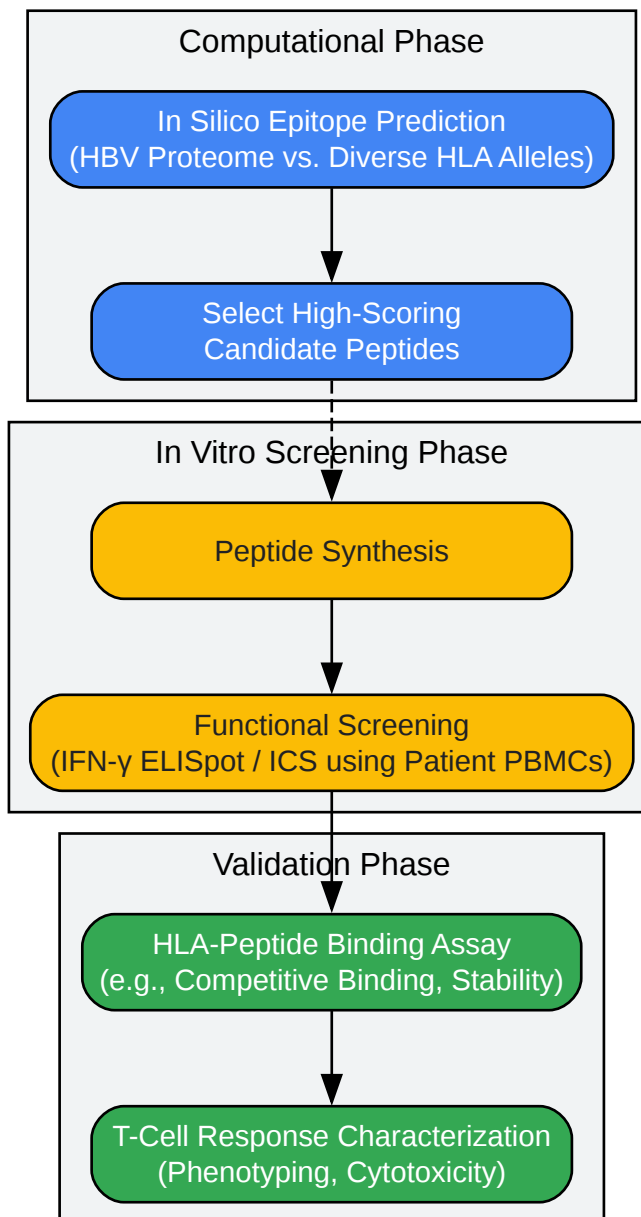 Computational Phase
In Silico Epitope Prediction
(HBV Proteome vs. Diverse HLA Alleles)
Select High-Scoring
Candidate Peptides
In Vitro Screening Phase
Peptide Synthesis
Functional Screening
(IFN-γ ELISpot / ICS using Patient PBMCs)
Validation Phase
HLA-Peptide Binding Assay
(e.g., Competitive Binding, Stability)
T-Cell Response Characterization
(Phenotyping, Cytotoxicity)